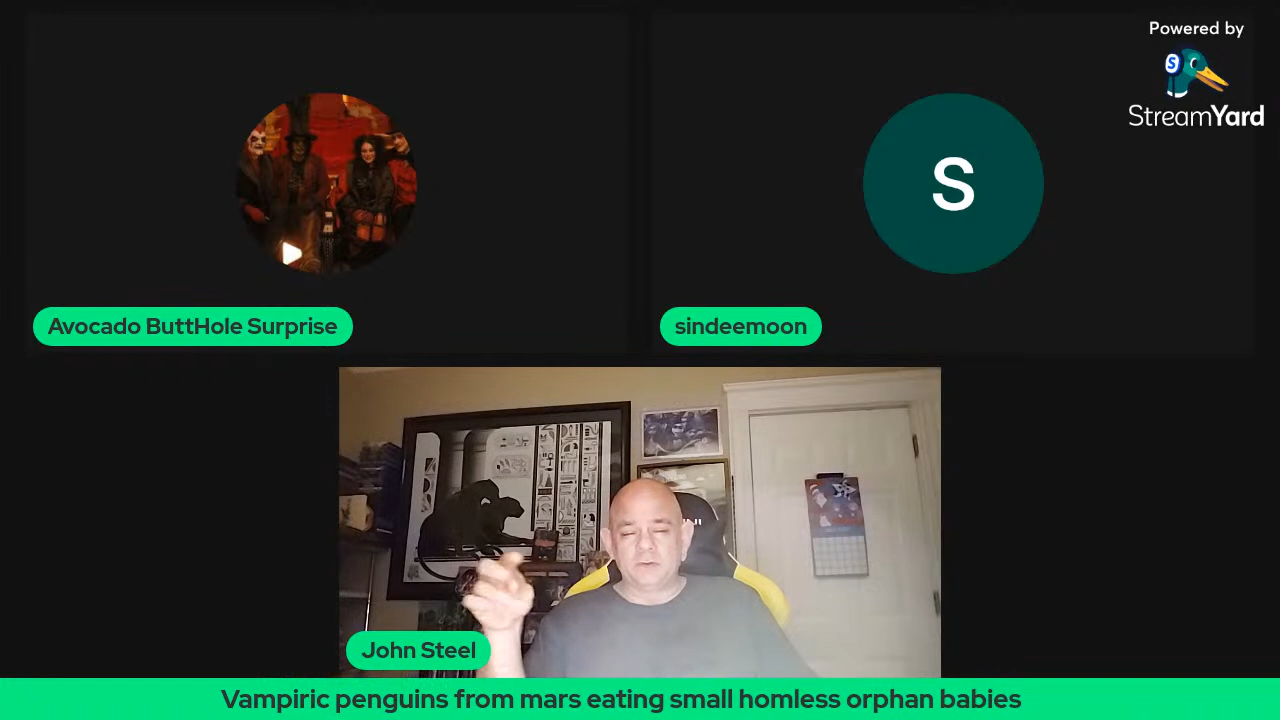 Powered by
S
StreamYard
S
Avocado ButtHole Surprise
sindeemoon
John Steel
Vampiric penguins from mars eating small homless orphan babies